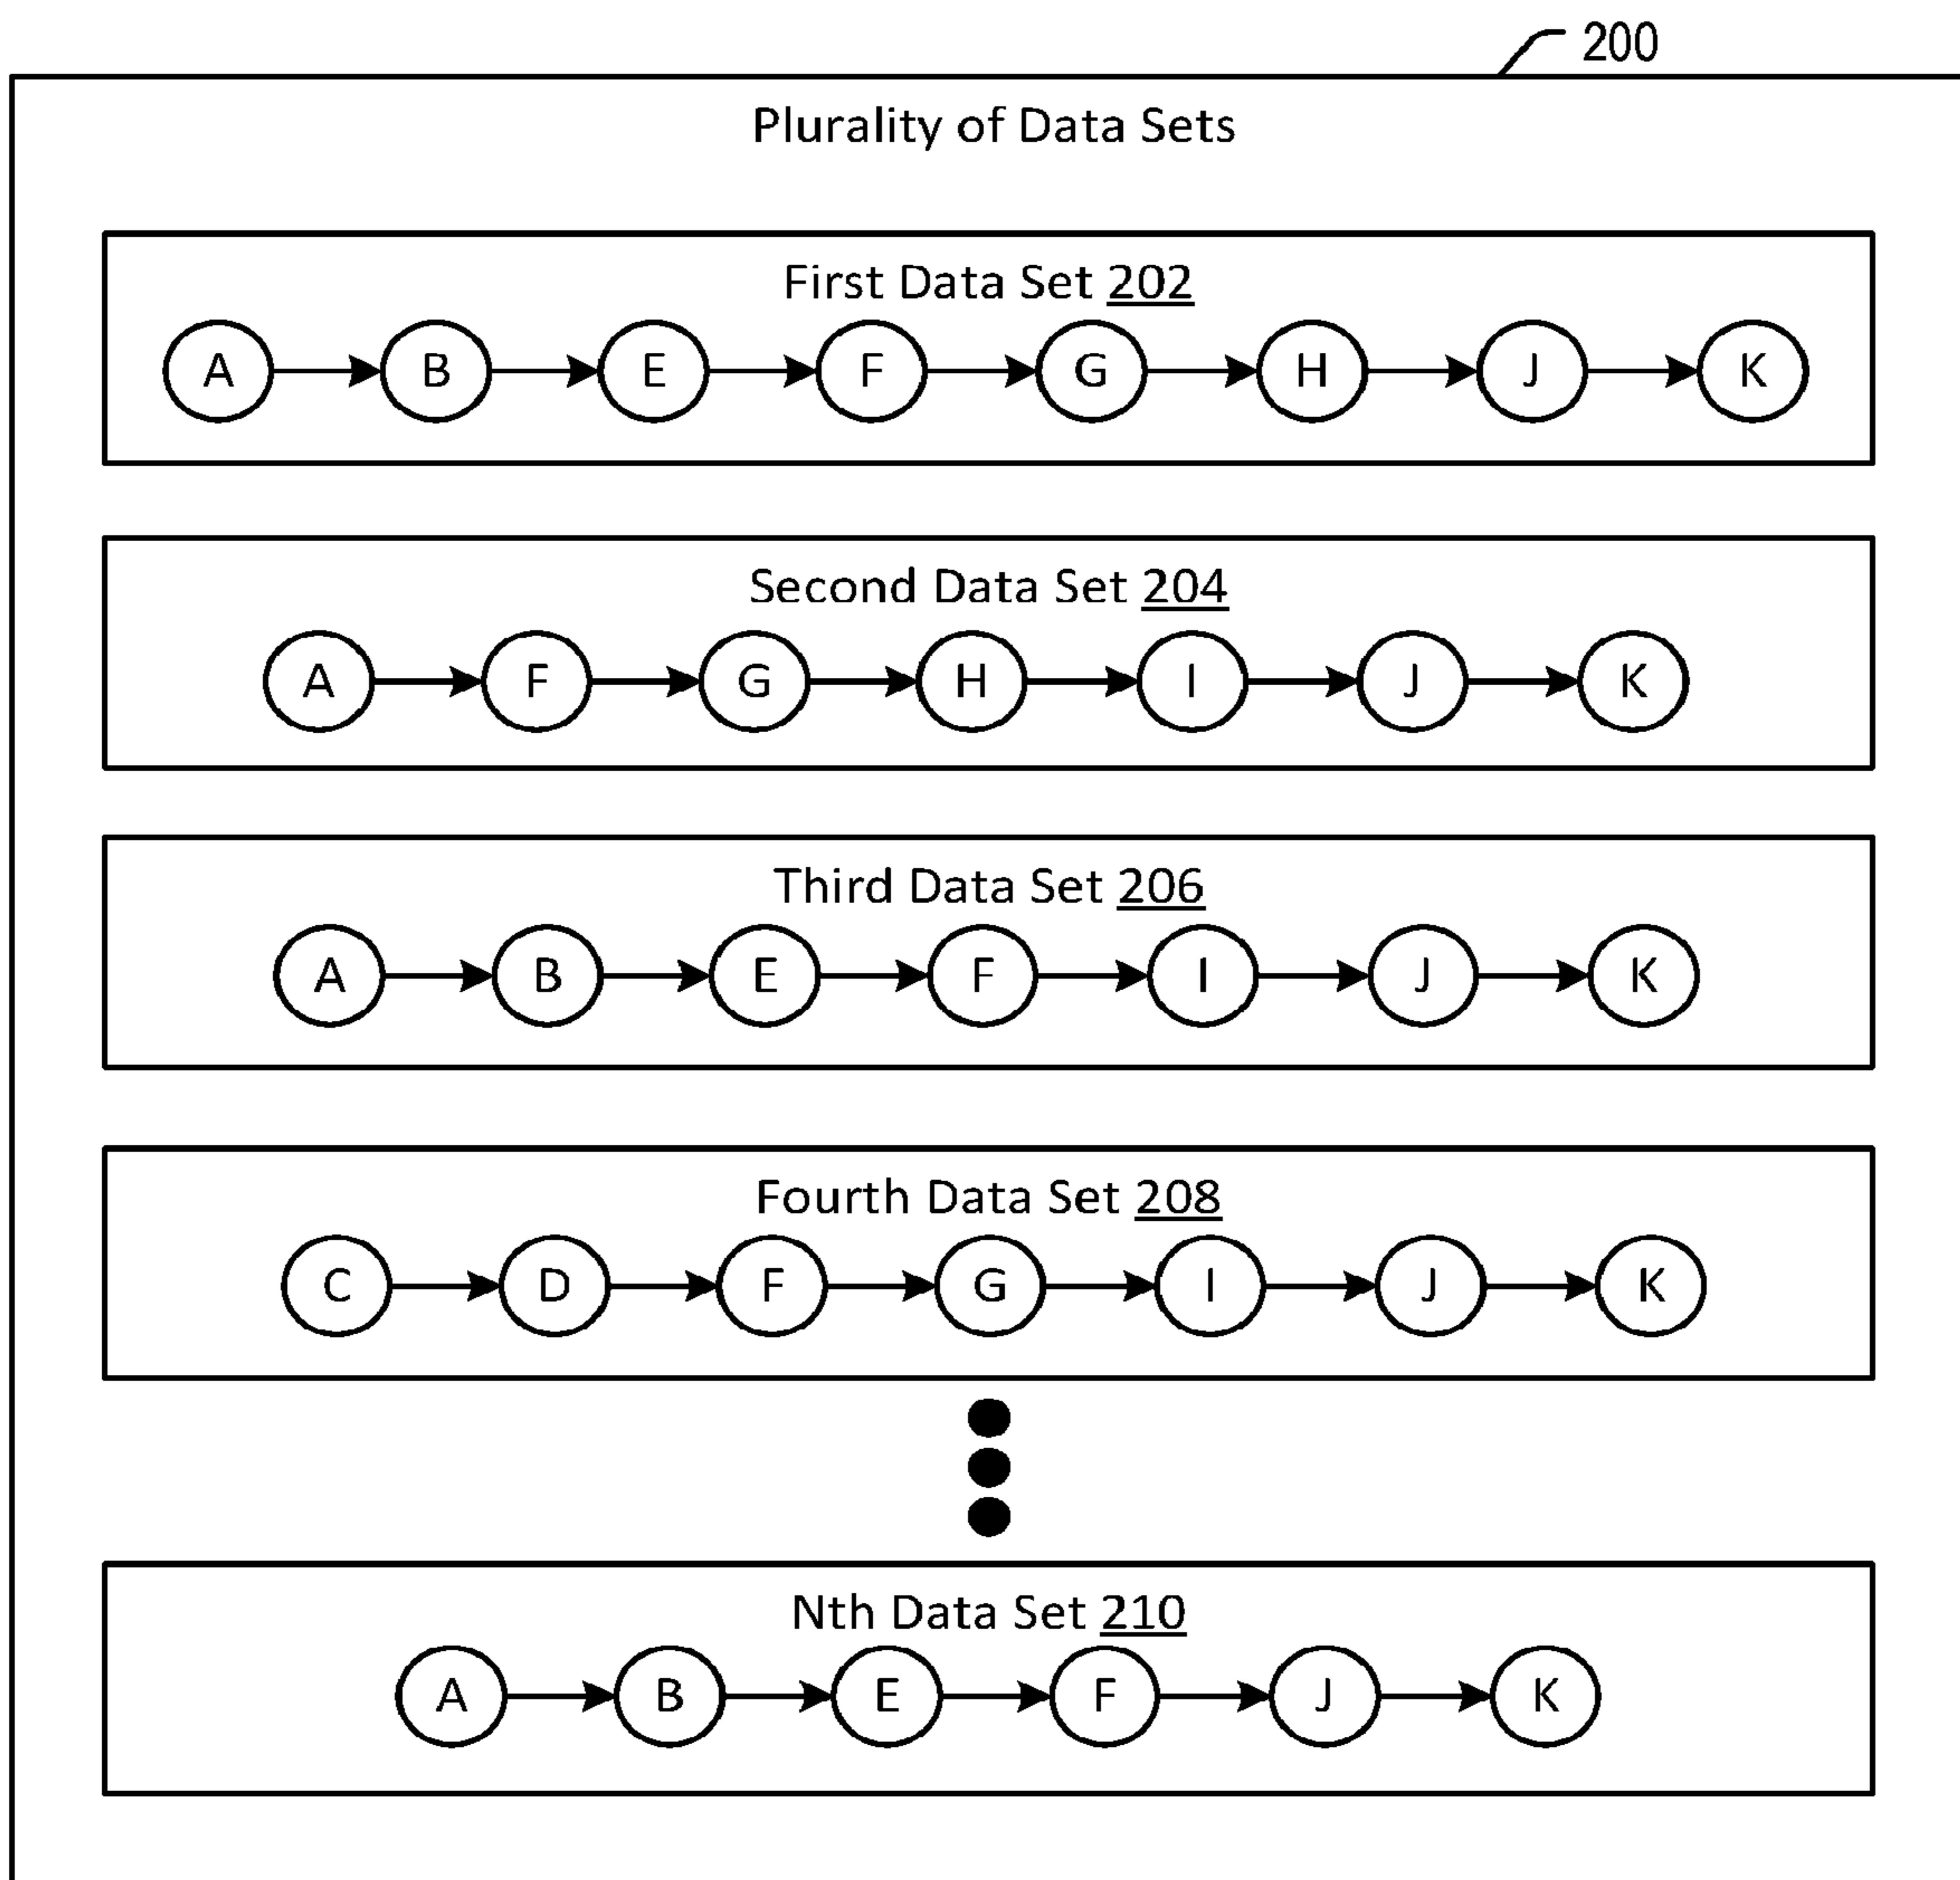 200
Plurality of Data Sets
First Data Set 202
A B E F G H J K
Second Data Set 204
A F G H I J K
Third Data Set 206
A B E F I J K
Fourth Data Set 208
C D F G I J K
Nth Data Set 210
A B E F J K